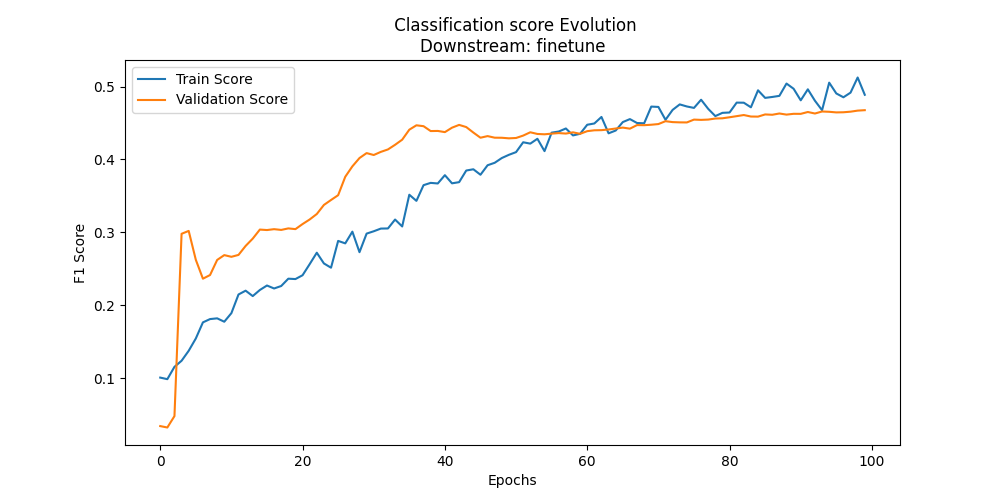 Classification score Evolution
Downstream: finetune
Train Score
Validation Score
F1 Score
0.5
0.4
0.3
0.2
0.1
0 20 40 60 80 100
Epochs